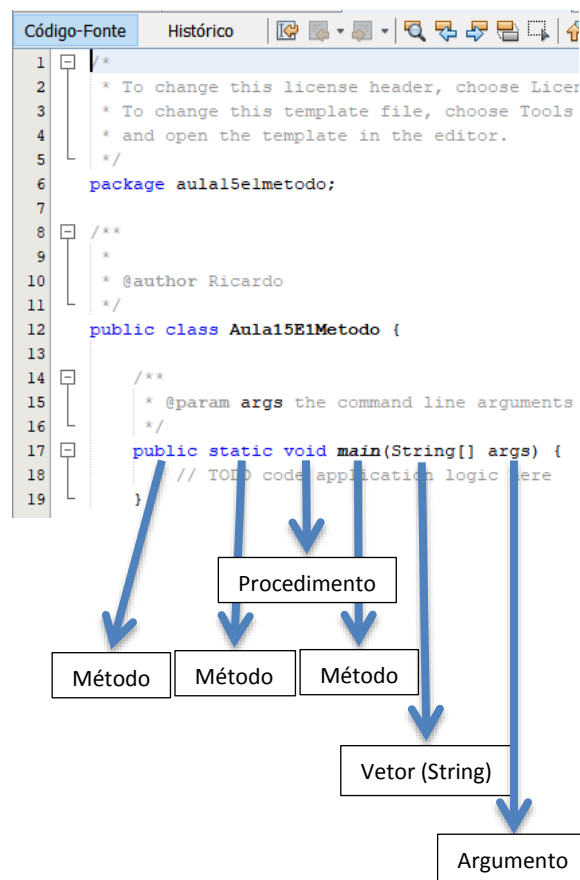 Código-Fonte Histórico
1 /*
2 * To change this license header, choose Licen
3 * To change this template file, choose Tools
4 * and open the template in the editor.
5 */
6 package aula15e1metodo;
7
8 /**
9 *
10 * @author Ricardo
11 */
12 public class Aula15E1Metodo {
13
14 /**
15 * @param args the command line arguments
16 */
17 public static void main(String[] args) {
18 // TODO code application logic here
19 }
Procedimento
Método Método Método
Vetor (String)
Argumento